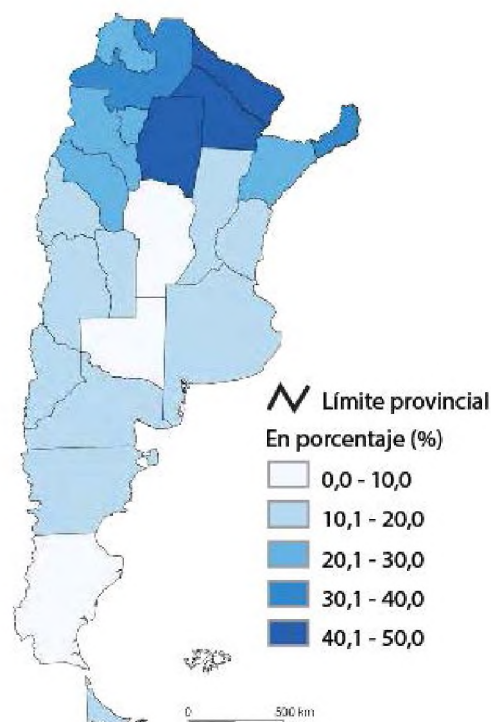 Límite provincial
En porcentaje (%)
0,0 - 10,0
10,1 - 20,0
20,1 - 30,0
30,1 - 40,0
40,1 - 50,0
0 500 km